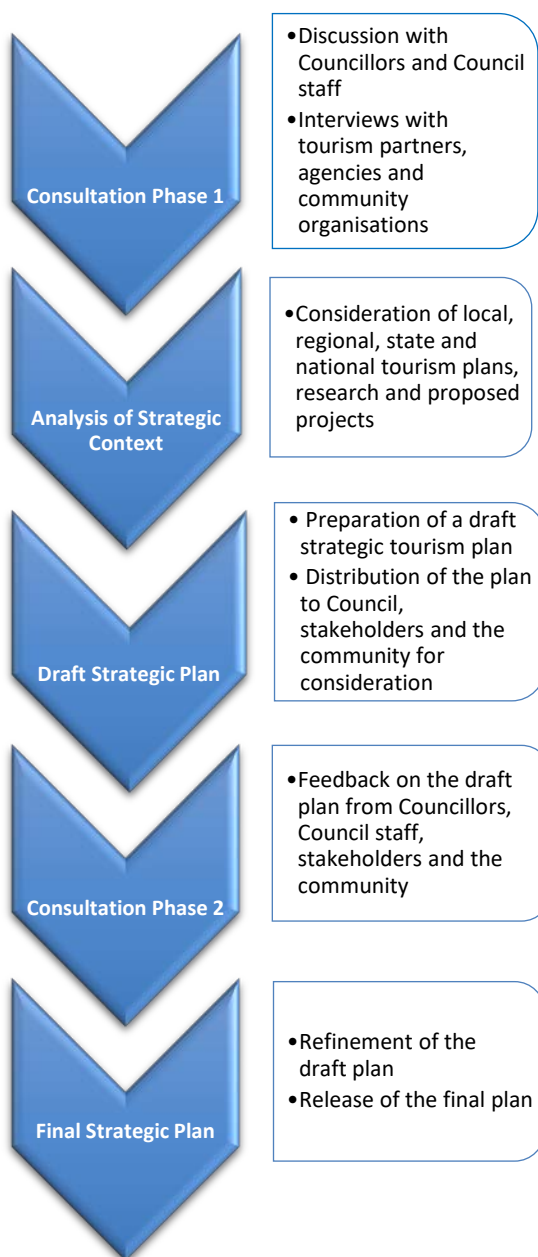 •Discussion with
Councillors and Council
staff
•Interviews with
tourism partners,
agencies and
community
organisations
Consultation Phase 1
•Consideration of local,
regional, state and
national tourism plans,
research and proposed
projects
Analysis of Strategic
Context
• Preparation of a draft
strategic tourism plan
• Distribution of the plan
to Council,
stakeholders and the
community for
consideration
Draft Strategic Plan
•Feedback on the draft
plan from Councillors,
Council staff,
stakeholders and the
community
Consultation Phase 2
•Refinement of the
draft plan
•Release of the final plan
Final Strategic Plan